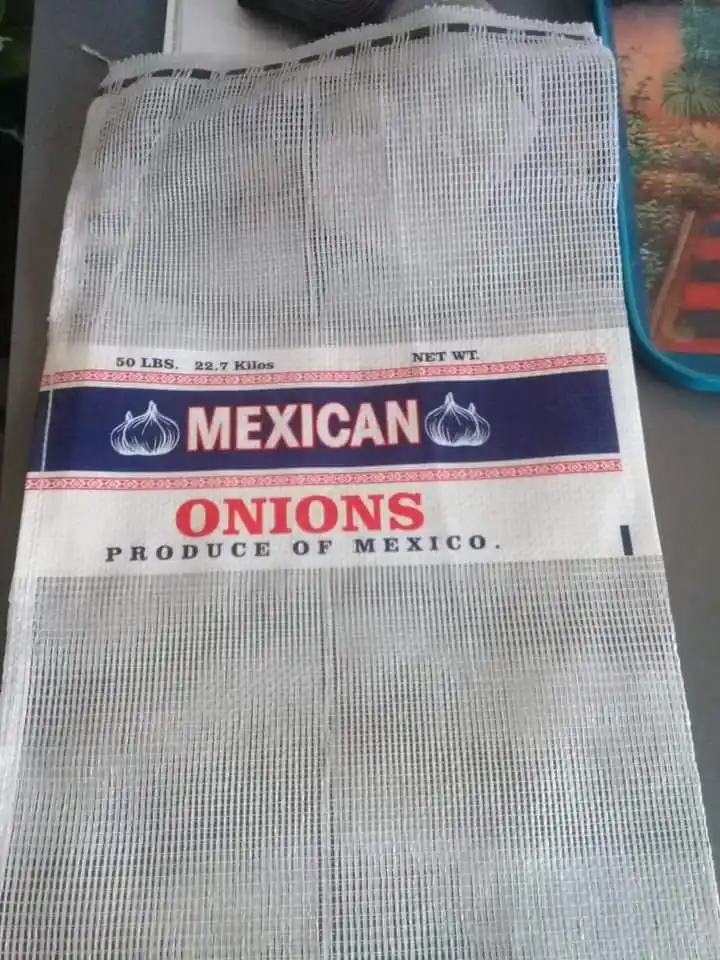 50 LBS. 22.7 Kilos NET WT.
MEXICAN
ONIONS
PRODUCE OF MEXICO.